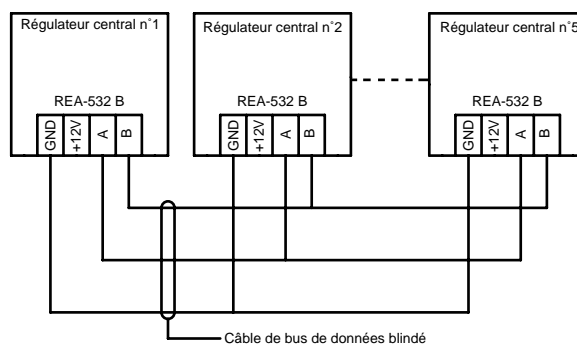 Régulateur central n°1
Régulateur central n°2
Régulateur central n°5
REA-532 B
REA-532 B
REA-532 B
GND
+12V
A
B
GND
+12V
A
B
GND
+12V
A
B
Câble de bus de données blindé